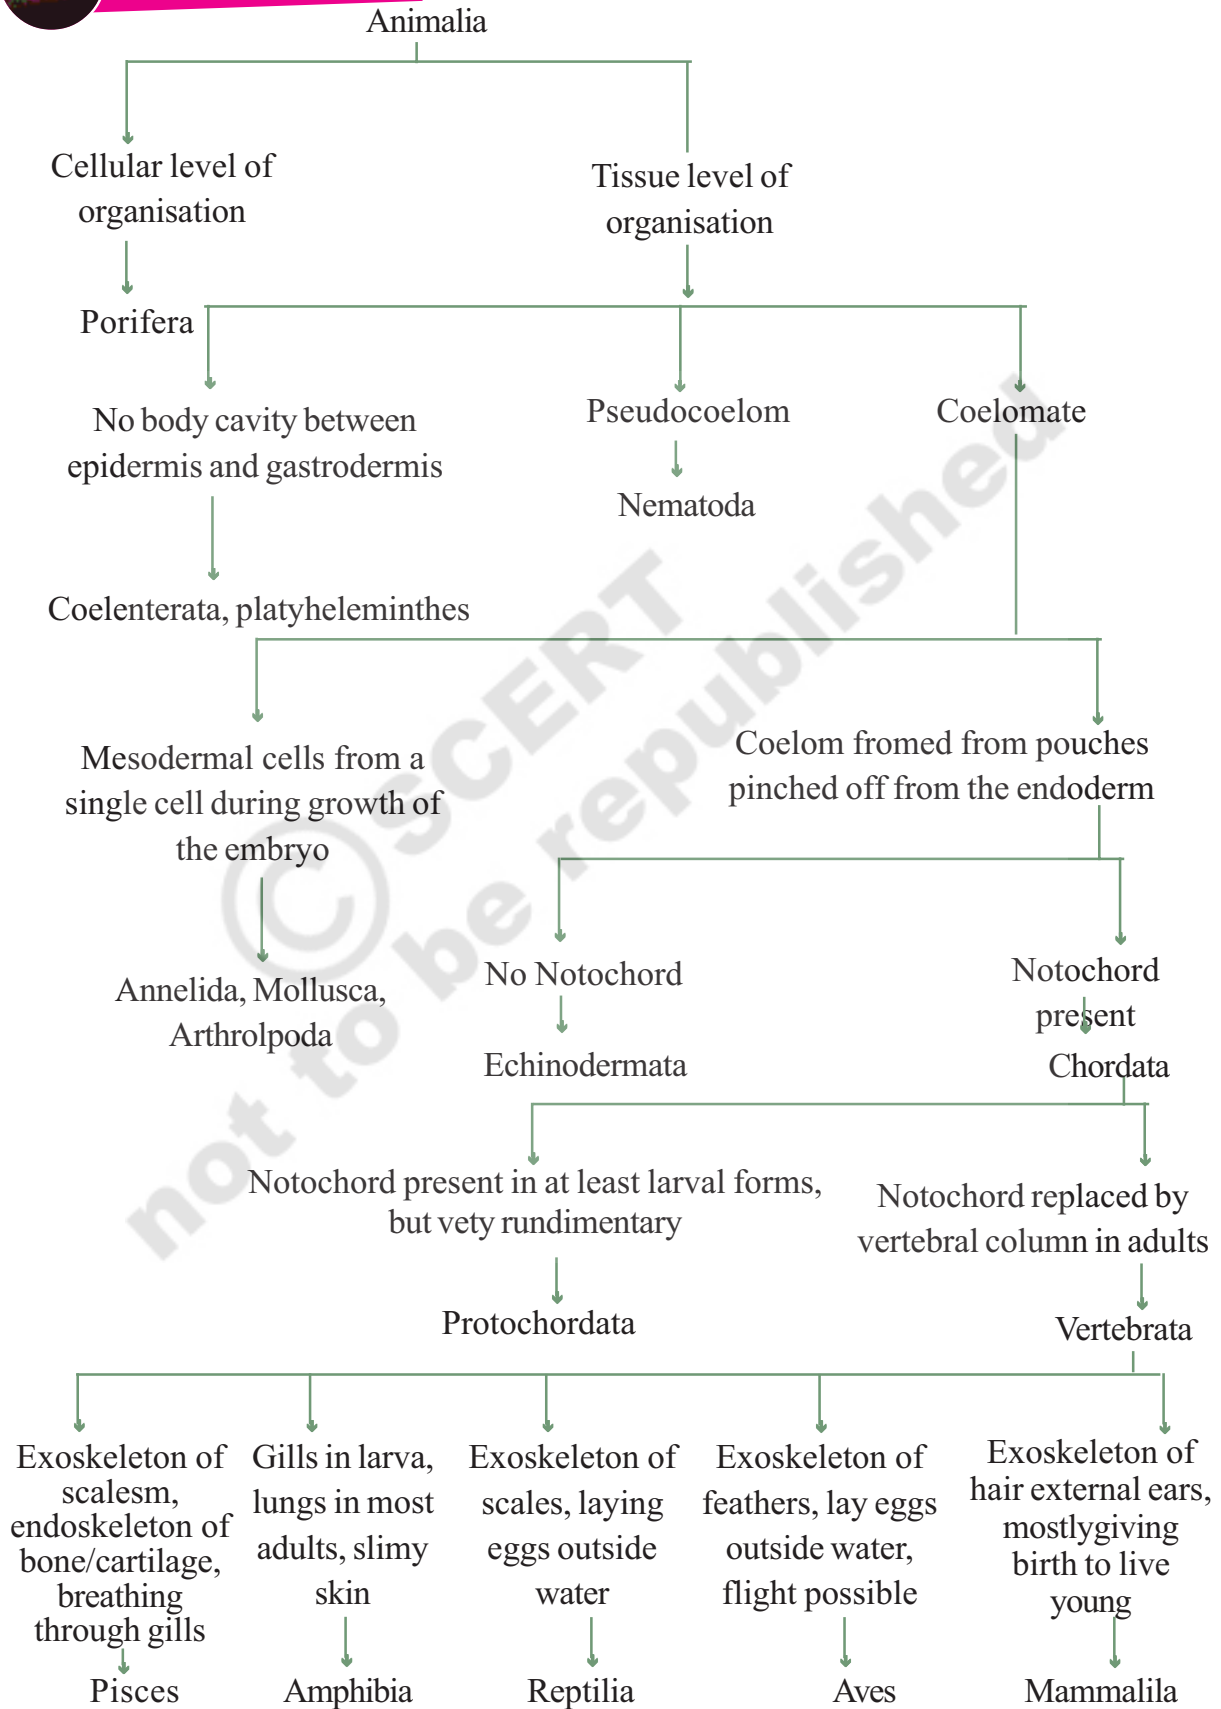 Animalia
Cellular level of
organisation
Tissue level of
organisation
Porifera
No body cavity between
epidermis and gastrodermis
Pseudocoelom
Coelomate
Nematoda
Coelenterata, platyheleminthes
Mesodermal cells from a
single cell during growth of
the embryo
Coelom fromed from pouches
pinched off from the endoderm
Annelida, Mollusca,
Arthrolpoda
No Notochord
Notochord
present
Echinodermata
Chordata
Notochord present in at least larval forms,
but vety rundimentary
Notochord replaced by
vertebral column in adults
Protochordata
Vertebrata
Exoskeleton of
scalesm,
endoskeleton of
bone/cartilage,
breathing
through gills
Gills in larva,
lungs in most
adults, slimy
skin
Exoskeleton of
scales, laying
eggs outside
water
Exoskeleton of
feathers, lay eggs
outside water,
flight possible
Exoskeleton of
hair external ears,
mostlygiving
birth to live
young
Pisces
Amphibia
Reptilia
Aves
Mammalila
©SCERT
not to be republished